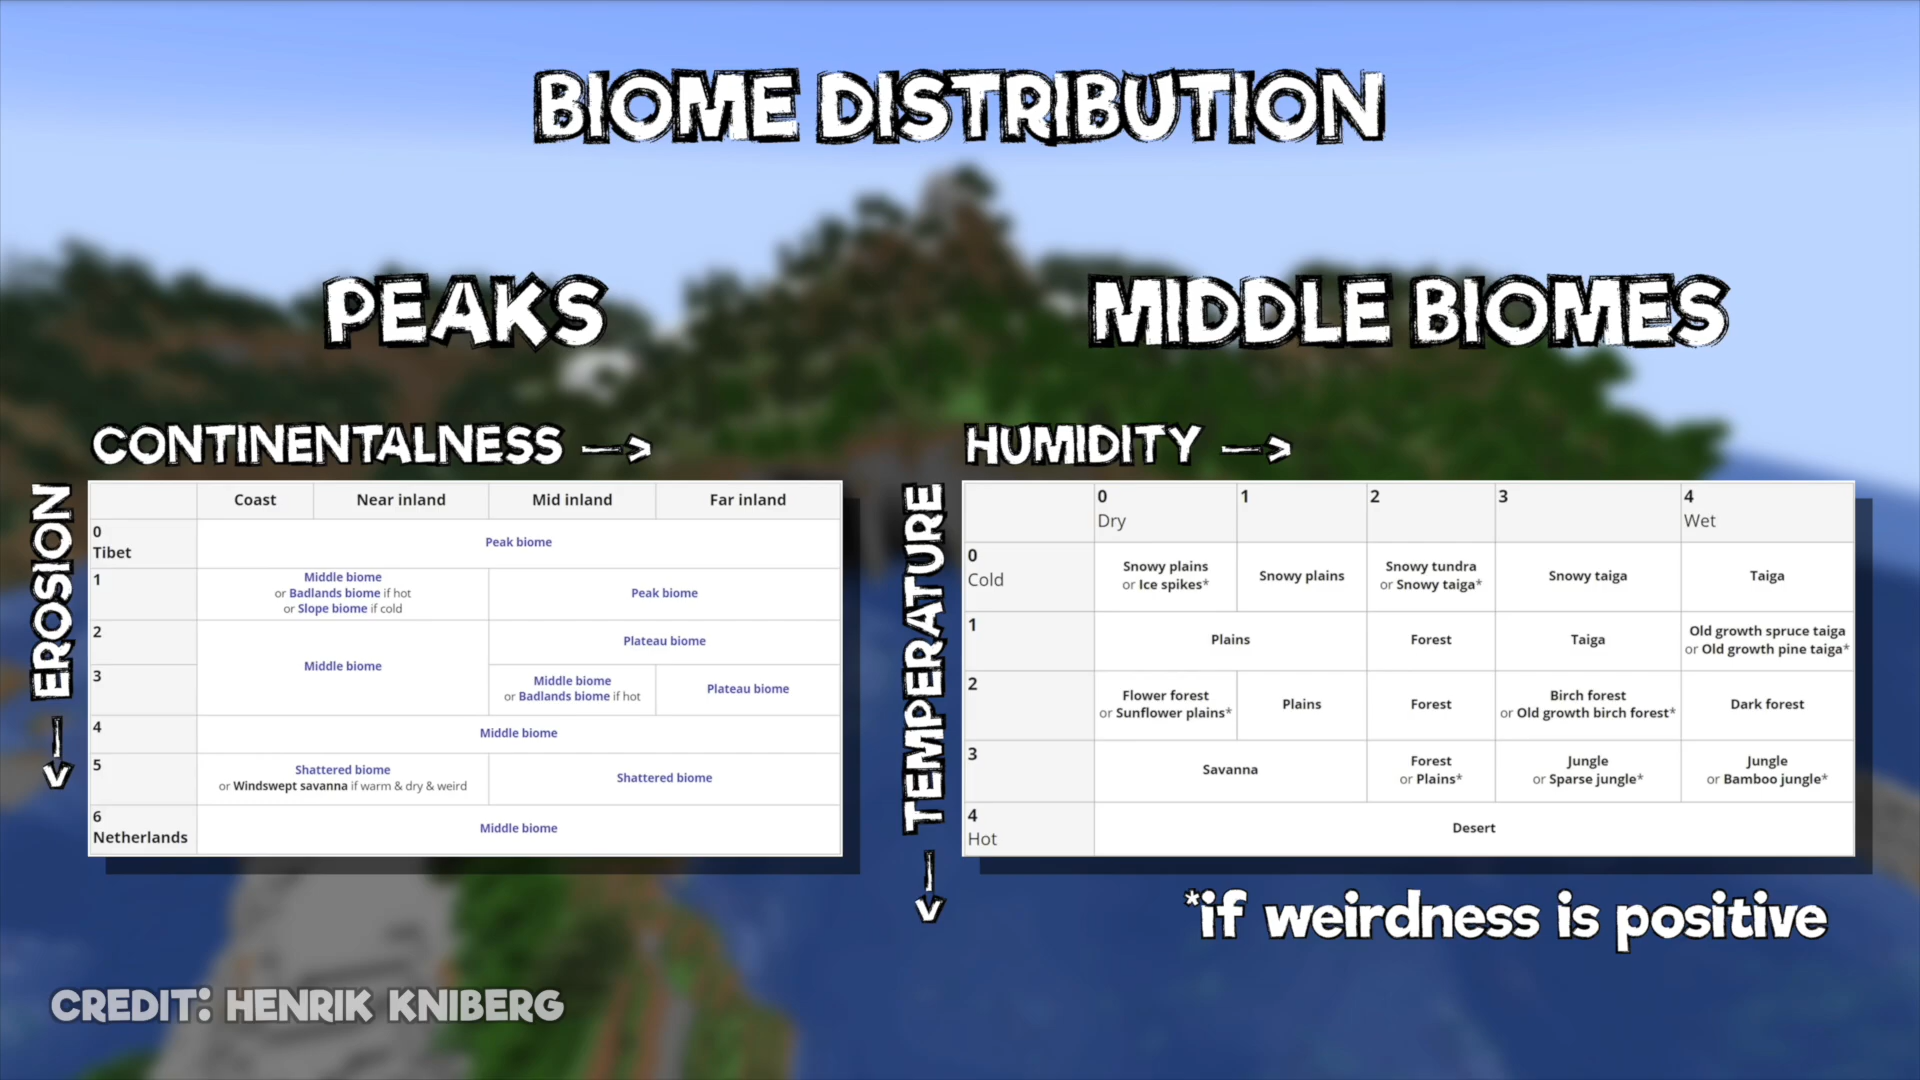 BIOME DISTRIBUTION
PEAKS
CONTINENTALNESS -->
EROSION -->
Coast Near inland Mid inland Far inland
0
Tibet
Peak biome
1
Middle biome
or Badlands biome if hot
or Slope biome if cold
Peak biome
2
Middle biome
Plateau biome
3
Middle biome
or Badlands biome if hot
Plateau biome
4
Middle biome
5
Shattered biome
or Windswept savanna if warm & dry & weird
Shattered biome
6
Netherlands
Middle biome
MIDDLE BIOMES
HUMIDITY -->
TEMPERATURE -->
0
Dry
1
2
3
4
Wet
0
Cold
Snowy plains
or Ice spikes*
Snowy plains
Snowy tundra
or Snowy taiga*
Snowy taiga
Taiga
1
Plains
Forest
Taiga
Old growth spruce taiga
or Old growth pine taiga*
2
Flower forest
or Sunflower plains*
Plains
Forest
Birch forest
or Old growth birch forest*
Dark forest
3
Savanna
Forest
or Plains*
Jungle
or Sparse jungle*
Jungle
or Bamboo jungle*
4
Hot
Desert
*if weirdness is positive
CREDIT: HENRIK KNIBERG